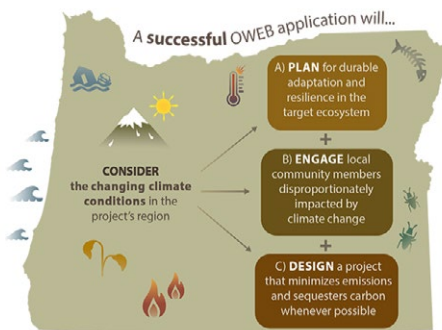 A successful OWEB application will...
CONSIDER
the changing climate
conditions in the
project's region
A) PLAN for durable
adaptation and
resilience in the
target ecosystem
+
B) ENGAGE local
community members
disproportionately
impacted by
climate change
+
C) DESIGN a project
that minimizes emissions
and sequesters carbon
whenever possible